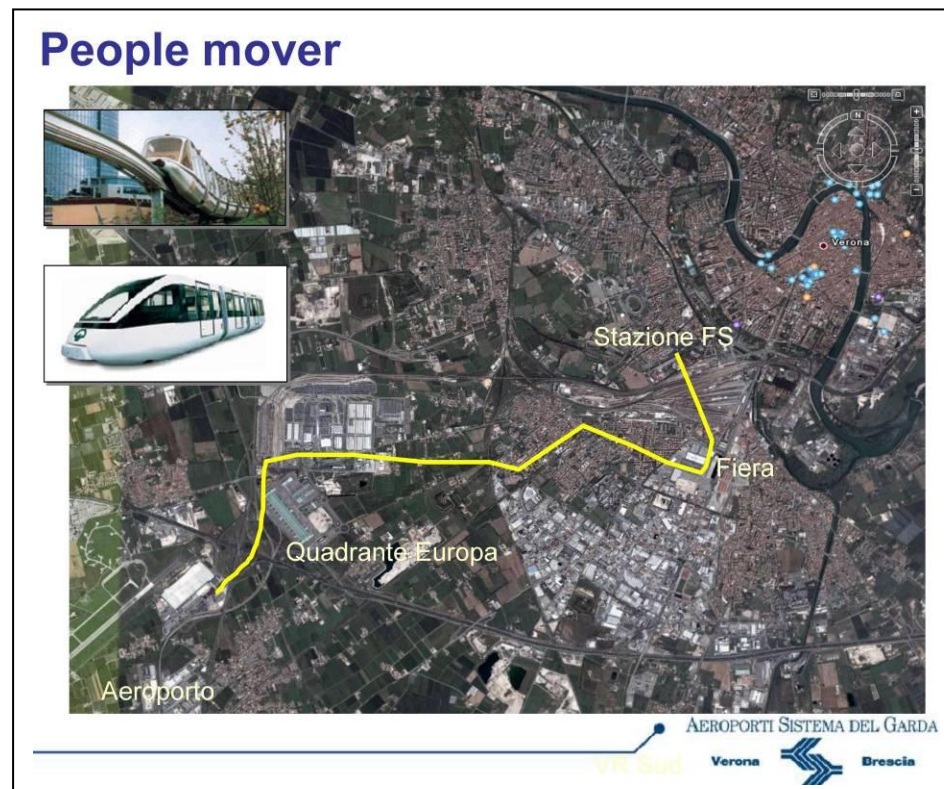 People mover
N
Verona
Stazione FS
Fiera
Quadrante Europa
Aeroporto
AEROPORTI SISTEMA DEL GARDA
VR Sud
Verona
Brescia